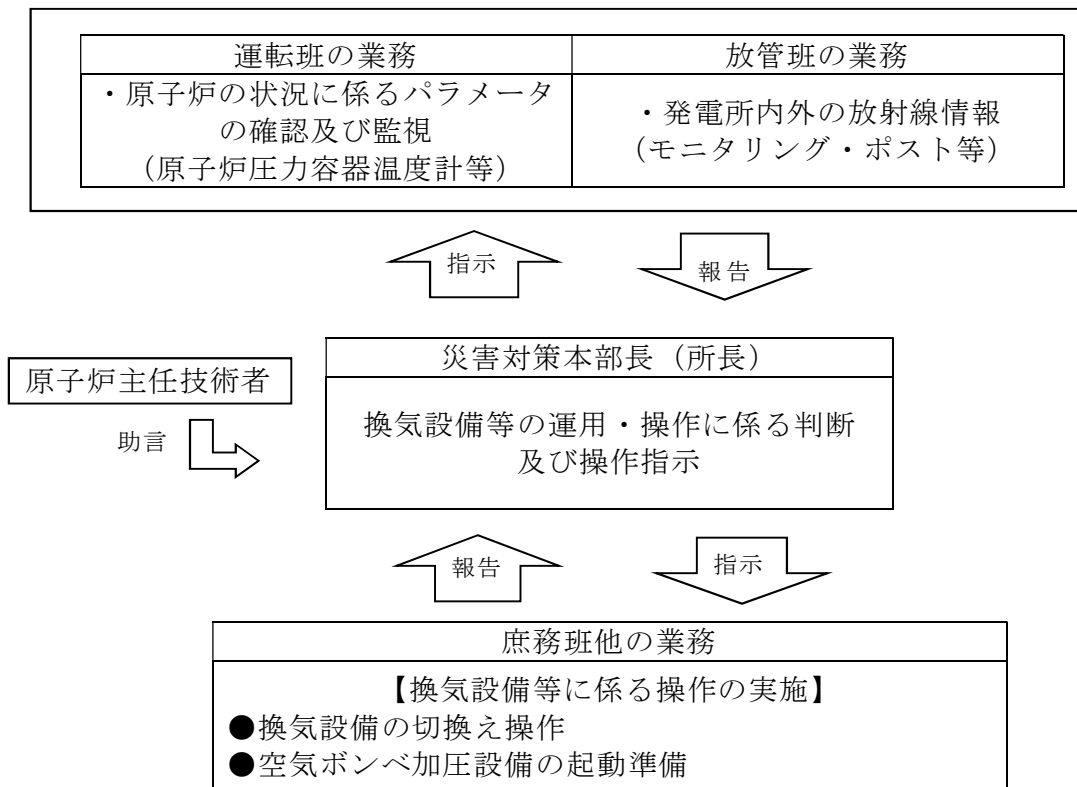 運転班の業務
放管班の業務
・原子炉の状況に係るパラメータ
の確認及び監視
(原子炉圧力容器温度計等)
・発電所内外の放射線情報
(モニタリング・ポスト等)
指示
報告
原子炉主任技術者
助言
災害対策本部長（所長）
換気設備等の運用・操作に係る判断
及び操作指示
報告
指示
庶務班他の業務
【換気設備等に係る操作の実施】
●換気設備の切換え操作
●空気ボンベ加圧設備の起動準備